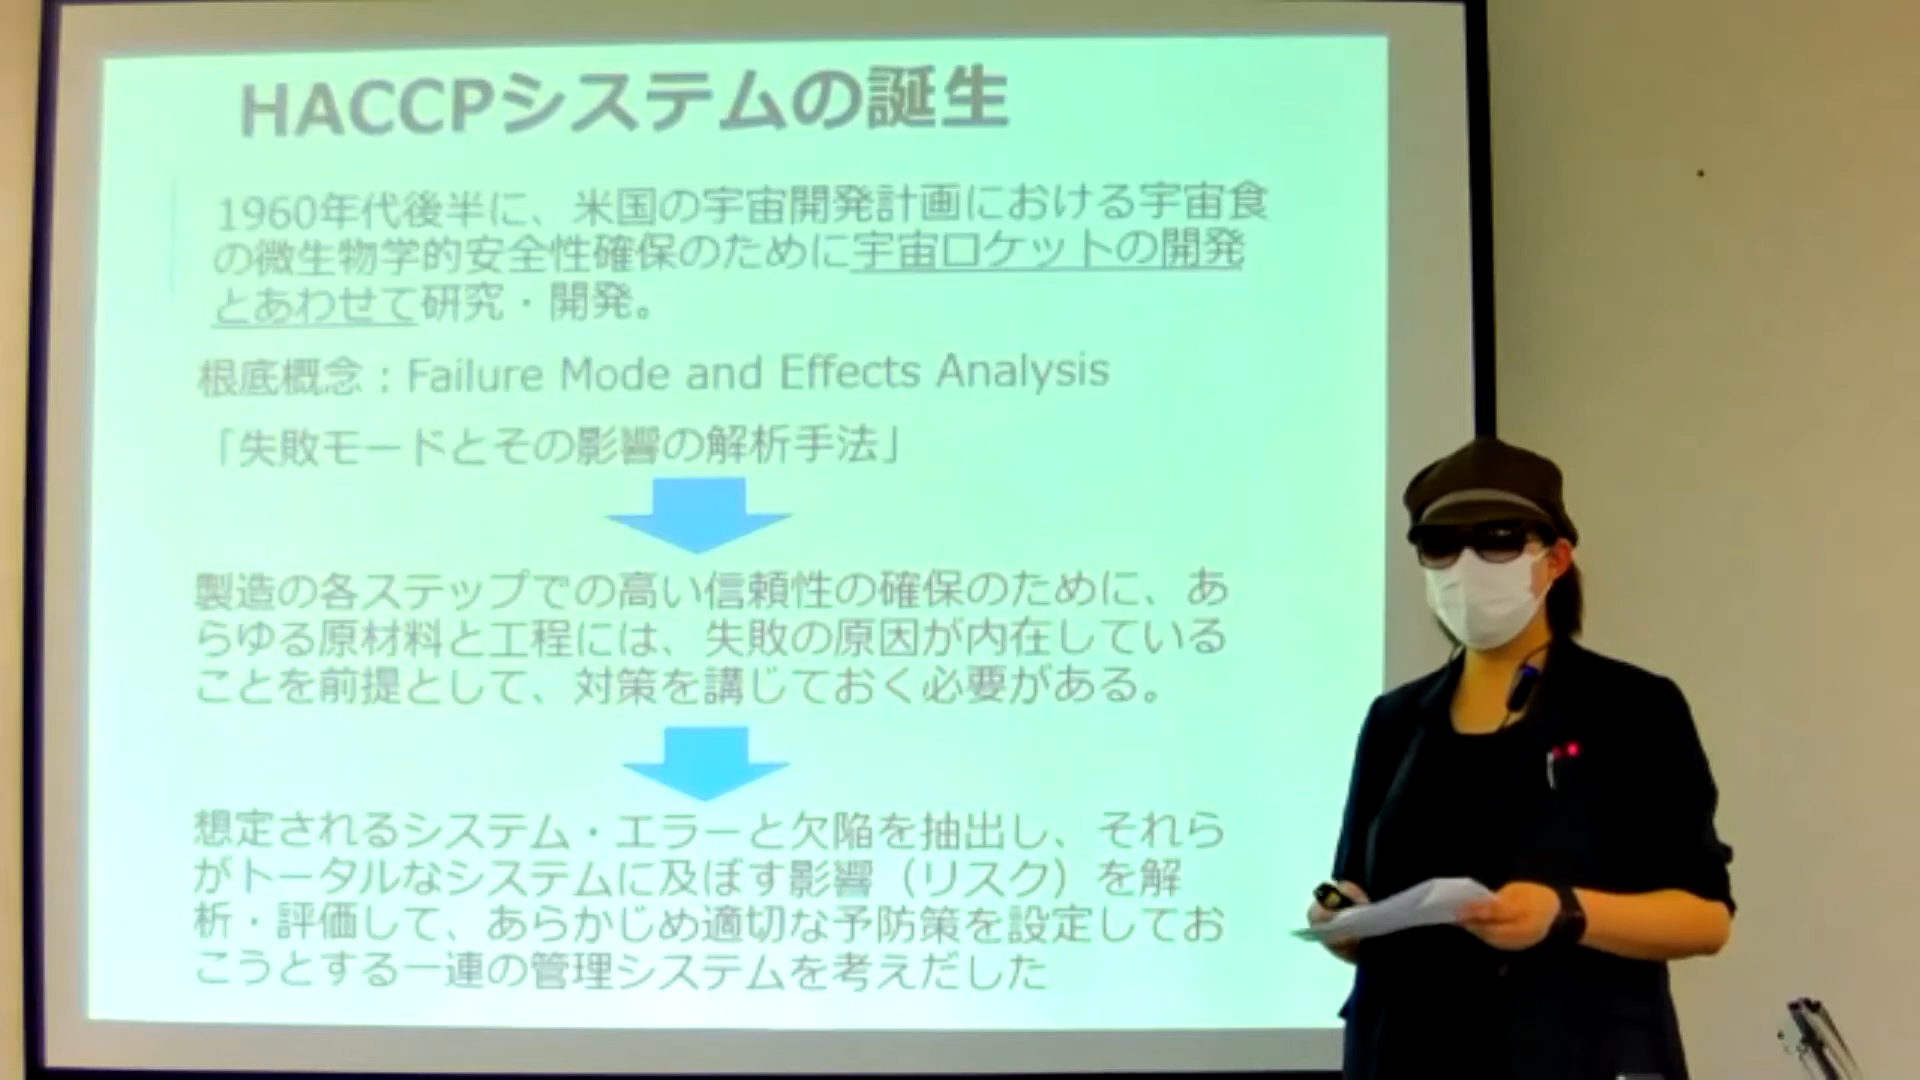 HACCPシステムの誕生
1960年代後半に、米国の宇宙開発計画における宇宙食
の微生物学的安全性確保のために宇宙ロケットの開発
とあわせて研究・開発。
根底概念：Failure Mode and Effects Analysis
「失敗モードとその影響の解析手法」
製造の各ステップでの高い信頼性の確保のために、あ
らゆる原材料と工程には、失敗の原因が内在している
ことを前提として、対策を講じておく必要がある。
想定されるシステム・エラーと欠陥を抽出し、それら
がトータルなシステムに及ぼす影響（リスク）を解
析・評価して、あらかじめ適切な予防策を設定してお
こうとする一連の管理システムを考えだした